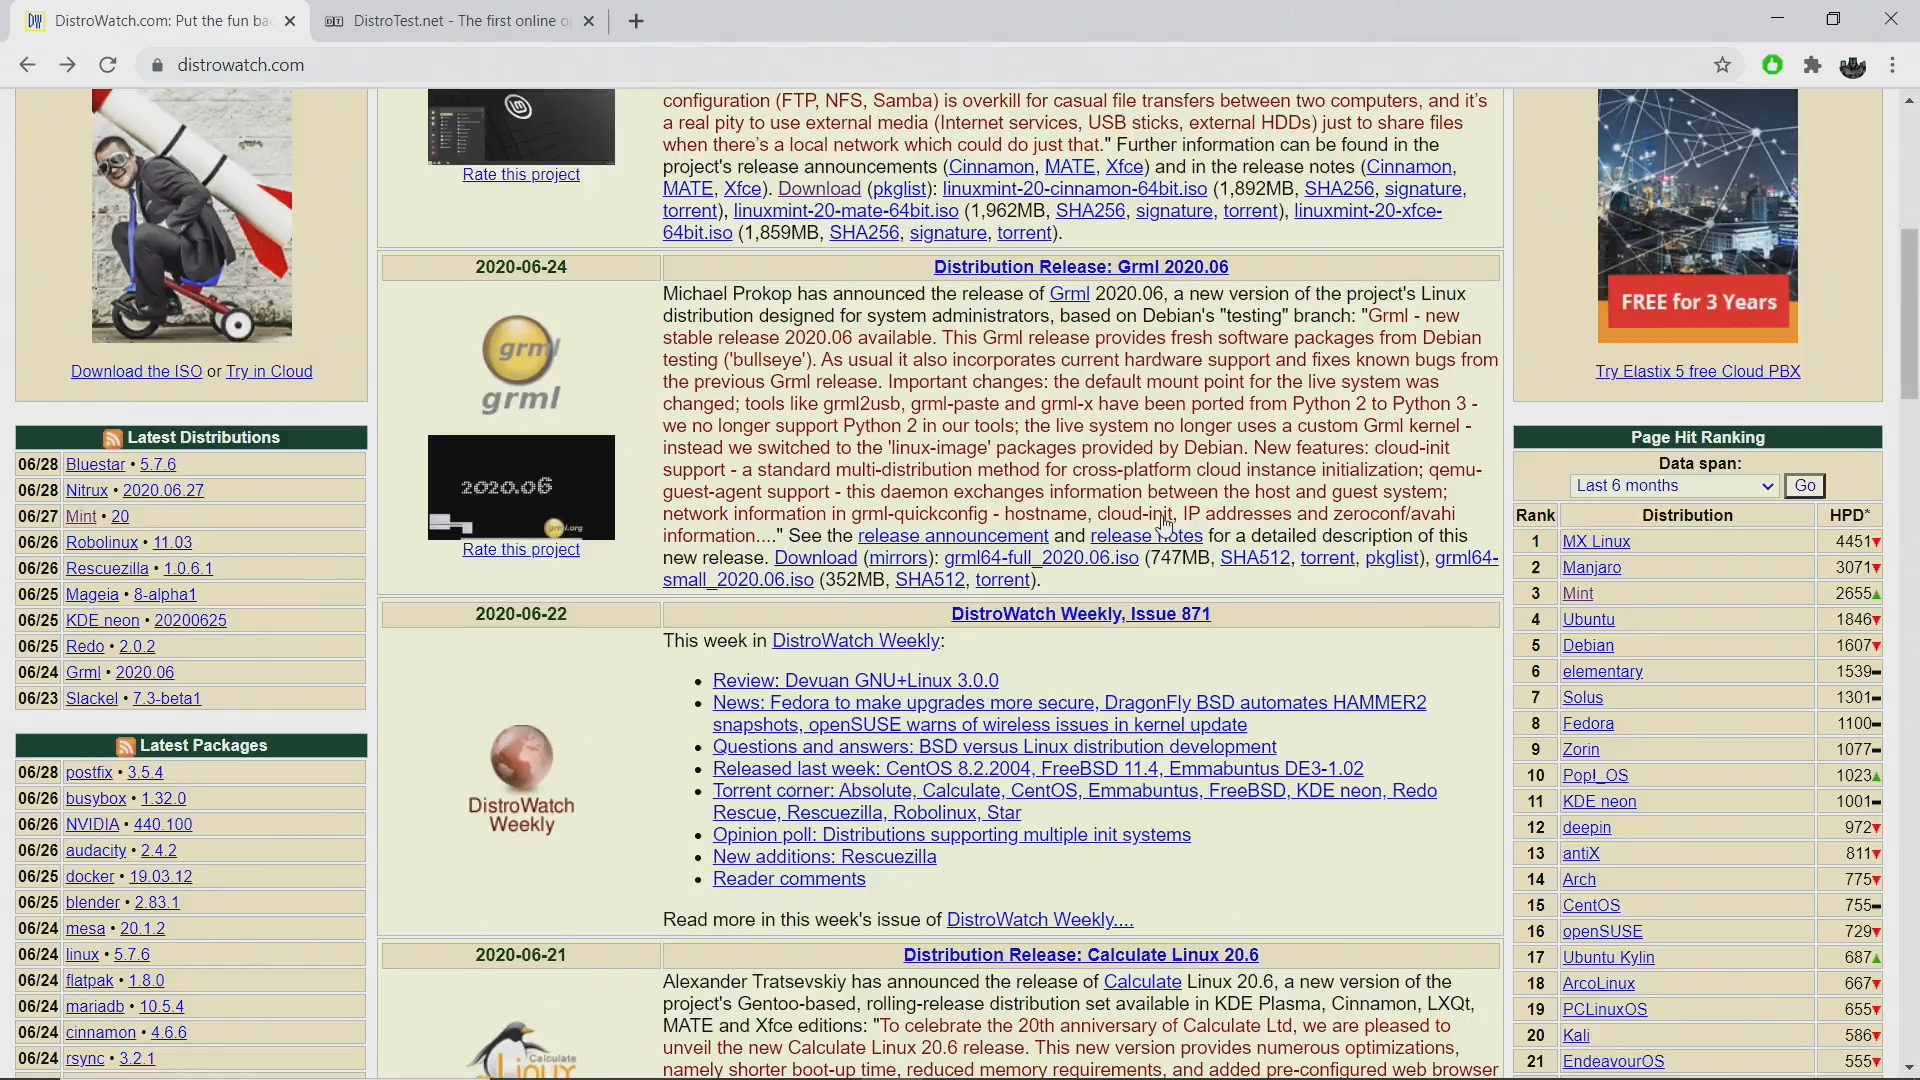 DistroWatch.com: Put the fun ba
DistroTest.net - The first online o
distrowatch.com
Download the ISO or Try in Cloud
Latest Distributions
06/28 Bluestar • 5.7.6
06/28 Nitrux • 2020.06.27
06/27 Mint • 20
06/26 Robolinux • 11.03
06/26 Rescuezilla • 1.0.6.1
06/25 Mageia • 8-alpha1
06/25 KDE neon • 20200625
06/25 Redo • 2.0.2
06/24 Grml • 2020.06
06/23 Slackel • 7.3-beta1
Latest Packages
06/28 postfix • 3.5.4
06/26 busybox • 1.32.0
06/26 NVIDIA • 440.100
06/26 audacity • 2.4.2
06/25 docker • 19.03.12
06/25 blender • 2.83.1
06/24 mesa • 20.1.2
06/24 linux • 5.7.6
06/24 flatpak • 1.8.0
06/24 mariadb • 10.5.4
06/24 cinnamon • 4.6.6
06/24 rsync • 3.2.1
Rate this project
configuration (FTP, NFS, Samba) is overkill for casual file transfers between two computers, and it's
a real pity to use external media (Internet services, USB sticks, external HDDs) just to share files
when there's a local network which could do just that." Further information can be found in the
project's release announcements (Cinnamon, MATE, Xfce) and in the release notes (Cinnamon,
MATE, Xfce). Download (pkglist): linuxmint-20-cinnamon-64bit.iso (1,892MB, SHA256, signature,
torrent), linuxmint-20-mate-64bit.iso (1,962MB, SHA256, signature, torrent), linuxmint-20-xfce-
64bit.iso (1,859MB, SHA256, signature, torrent).
2020-06-24
Distribution Release: Grml 2020.06
grml
grml
2020.06
grml.org
Rate this project
Michael Prokop has announced the release of Grml 2020.06, a new version of the project's Linux
distribution designed for system administrators, based on Debian's "testing" branch: "Grml - new
stable release 2020.06 available. This Grml release provides fresh software packages from Debian
testing ('bullseye'). As usual it also incorporates current hardware support and fixes known bugs from
the previous Grml release. Important changes: the default mount point for the live system was
changed; tools like grml2usb, grml-paste and grml-x have been ported from Python 2 to Python 3 -
we no longer support Python 2 in our tools; the live system no longer uses a custom Grml kernel -
instead we switched to the 'linux-image' packages provided by Debian. New features: cloud-init
support - a standard multi-distribution method for cross-platform cloud instance initialization; qemu-
guest-agent support - this daemon exchanges information between the host and guest system;
network information in grml-quickconfig - hostname, cloud-init, IP addresses and zeroconf/avahi
information...." See the release announcement and release notes for a detailed description of this
new release. Download (mirrors): grml64-full_2020.06.iso (747MB, SHA512, torrent, pkglist), grml64-
small_2020.06.iso (352MB, SHA512, torrent).
2020-06-22
DistroWatch Weekly, Issue 871
DistroWatch
Weekly
This week in DistroWatch Weekly:
• Review: Devuan GNU+Linux 3.0.0
• News: Fedora to make upgrades more secure, DragonFly BSD automates HAMMER2
snapshots, openSUSE warns of wireless issues in kernel update
• Questions and answers: BSD versus Linux distribution development
• Released last week: CentOS 8.2.2004, FreeBSD 11.4, Emmabuntus DE3-1.02
• Torrent corner: Absolute, Calculate, CentOS, Emmabuntus, FreeBSD, KDE neon, Redo
Rescue, Rescuezilla, Robolinux, Star
• Opinion poll: Distributions supporting multiple init systems
• New additions: Rescuezilla
• Reader comments
Read more in this week's issue of DistroWatch Weekly....
2020-06-21
Distribution Release: Calculate Linux 20.6
Calculate
Linux
Alexander Tratsevskiy has announced the release of Calculate Linux 20.6, a new version of the
project's Gentoo-based, rolling-release distribution set available in KDE Plasma, Cinnamon, LXQt,
MATE and Xfce editions: "To celebrate the 20th anniversary of Calculate Ltd, we are pleased to
unveil the new Calculate Linux 20.6 release. This new version provides numerous optimizations,
namely shorter boot-up time, reduced memory requirements, and added pre-configured web browser
FREE for 3 Years
Try Elastix 5 free Cloud PBX
Page Hit Ranking
Data span:
Last 6 months Go
Rank Distribution HPD*
1 MX Linux 4451
2 Manjaro 3071
3 Mint 2655
4 Ubuntu 1846
5 Debian 1607
6 elementary 1539
7 Solus 1301
8 Fedora 1100
9 Zorin 1077
10 Pop!_OS 1023
11 KDE neon 1001
12 deepin 972
13 antiX 811
14 Arch 775
15 CentOS 755
16 openSUSE 729
17 Ubuntu Kylin 687
18 ArcoLinux 667
19 PCLinuxOS 655
20 Kali 586
21 EndeavourOS 555